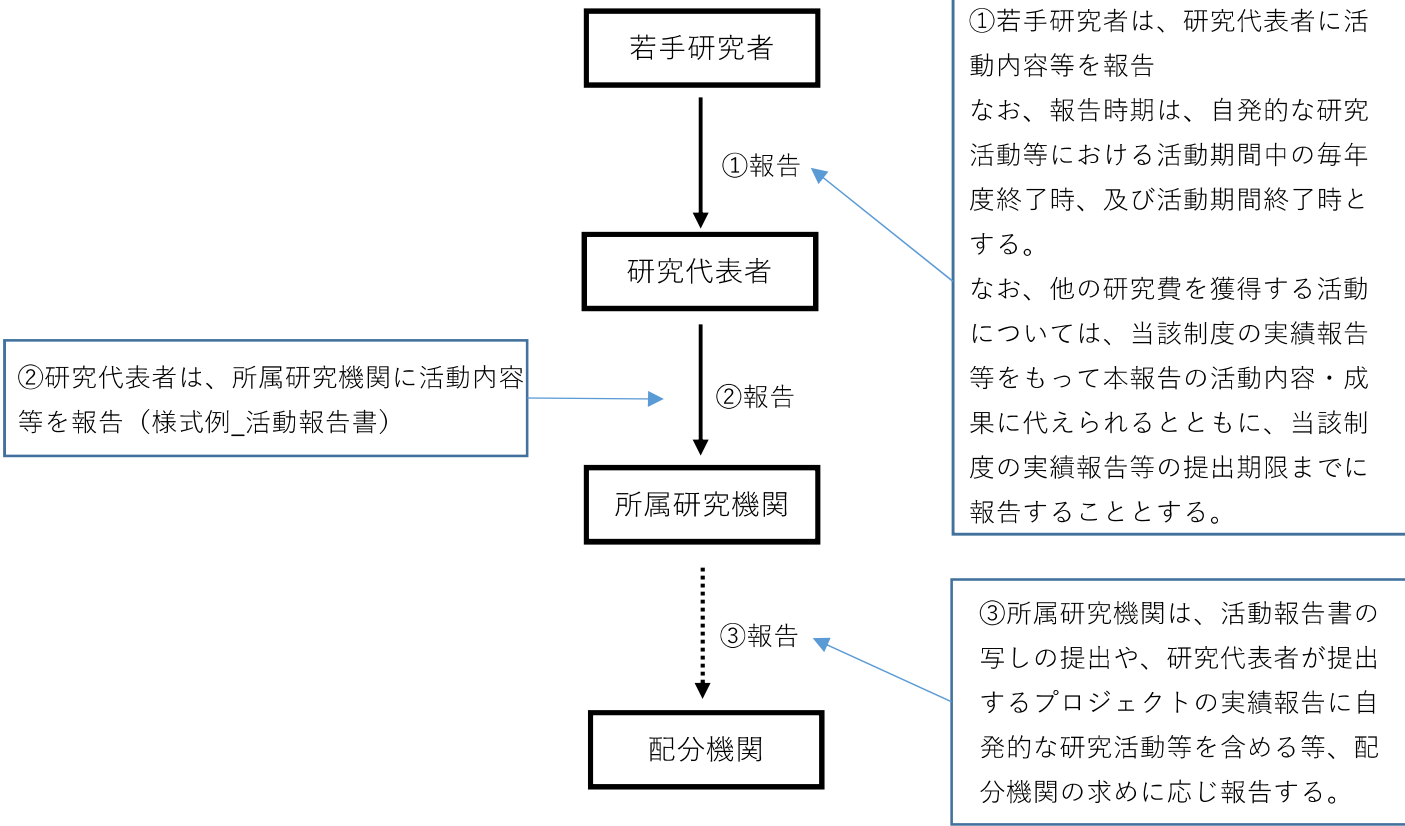 若手研究者
①若手研究者は、研究代表者に活
動内容等を報告
なお、報告時期は、自発的な研究
活動等における活動期間中の毎年
度終了時、及び活動期間終了時と
する。
なお、他の研究費を獲得する活動
については、当該制度の実績報告
等をもって本報告の活動内容・成
果に代えられるとともに、当該制
度の実績報告等の提出期限までに
報告することとする。
①報告
研究代表者
②研究代表者は、所属研究機関に活動内容
等を報告（様式例_活動報告書）
②報告
所属研究機関
③報告
③所属研究機関は、活動報告書の
写しの提出や、研究代表者が提出
するプロジェクトの実績報告に自
発的な研究活動等を含める等、配
分機関の求めに応じ報告する。
配分機関